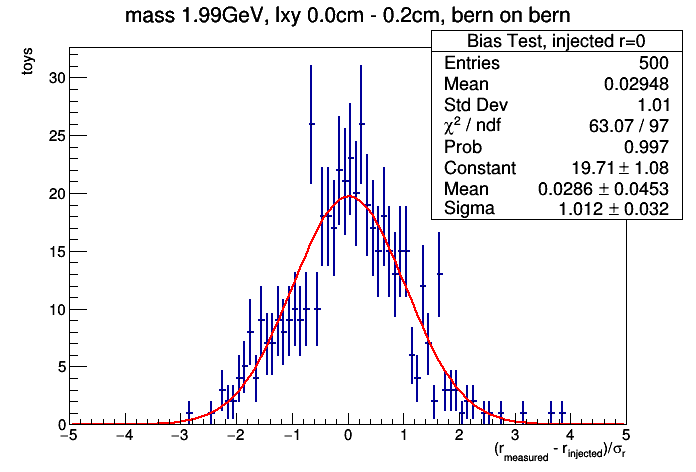 mass 1.99GeV, lxy 0.0cm - 0.2cm, bern on bern
toys
Bias Test, injected r=0
Entries 500
Mean 0.02948
Std Dev 1.01
χ² / ndf 63.07 / 97
Prob 0.997
Constant 19.71 ± 1.08
Mean 0.0286 ± 0.0453
Sigma 1.012 ± 0.032
30
25
20
15
10
5
0
−5 −4 −3 −2 −1 0 1 2 3 4 5
(r_measured - r_injected)/σ_r